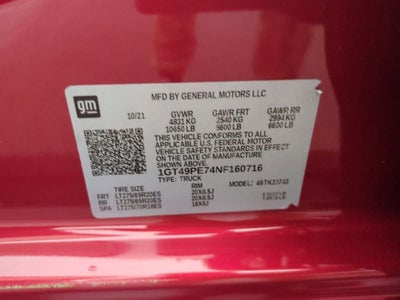 gm
MFD BY GENERAL MOTORS LLC
10/21 GVWR GAWR FRT GAWR RR
4831 KG 2540 KG 2994 KG
10650 LB 5600 LB 6600 LB
THIS VEHICLE CONFORMS TO ALL
APPLICABLE U.S. FEDERAL MOTOR
VEHICLE SAFETY STANDARDS IN EFFECT
ON THE DATE OF MANUFACTURE
SHOWN ABOVE.
1GT49PE74NF160716
TYPE: TRUCK MODEL:
TIRE SIZE RIM
FRT LT275/65R20ES 20X8.5J
RR LT275/65R20ES 20X8.5J
SPA LT275/70R18ES 18X8J